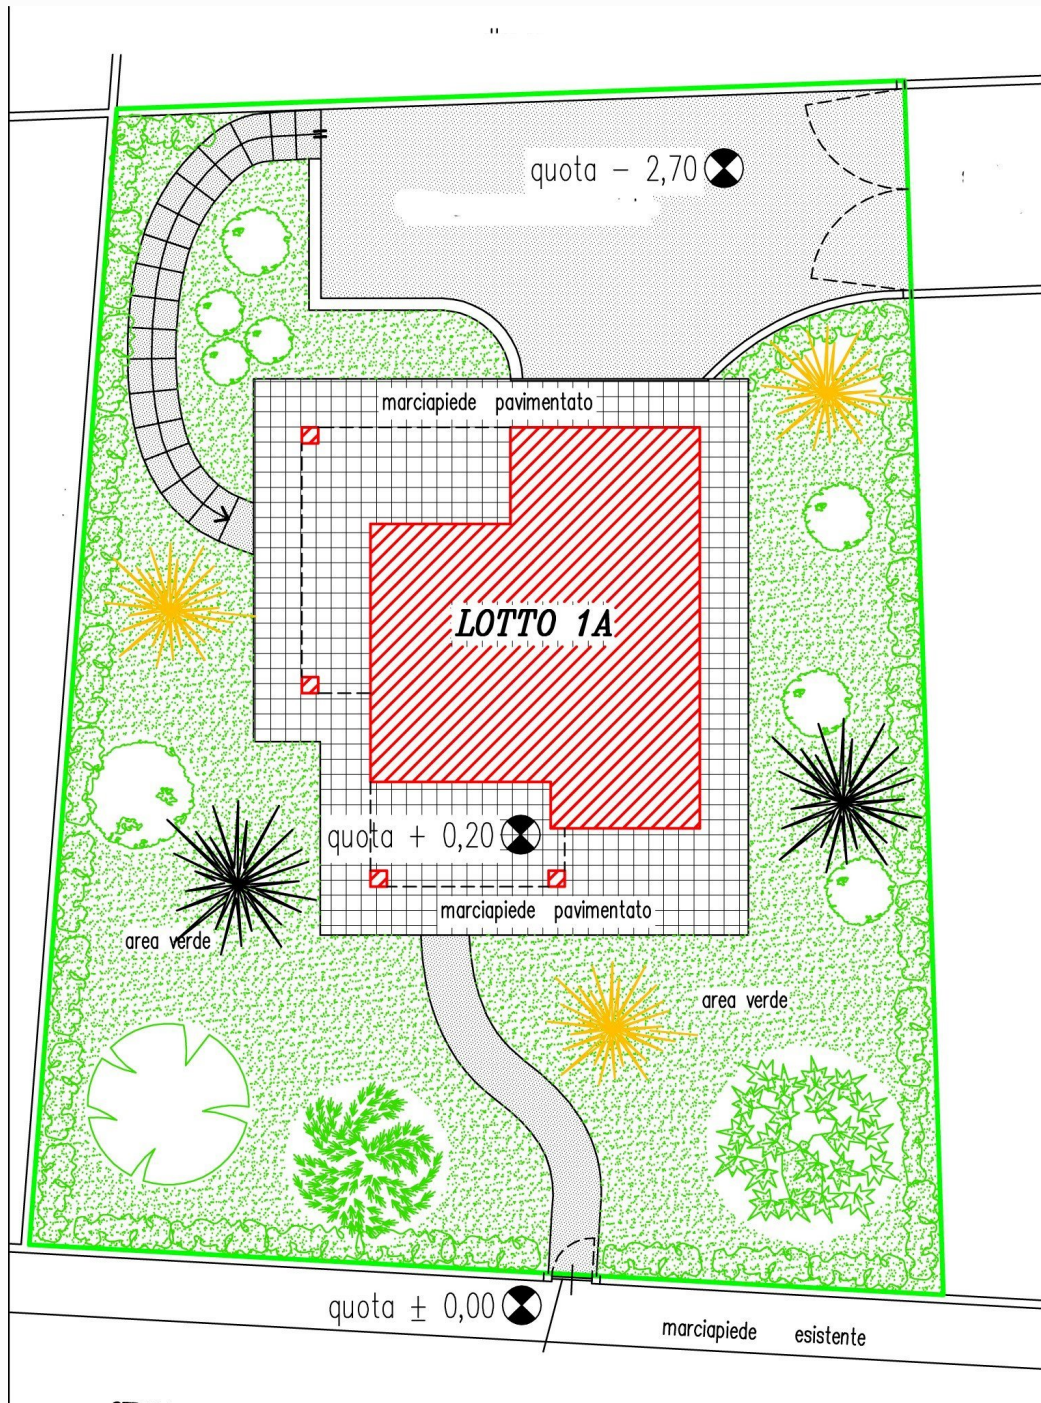 quota - 2,70
marciapiede pavimentato
LOTTO 1A
quota + 0,20
marciapiede pavimentato
area verde
area verde
quota ± 0,00
marciapiede esistente